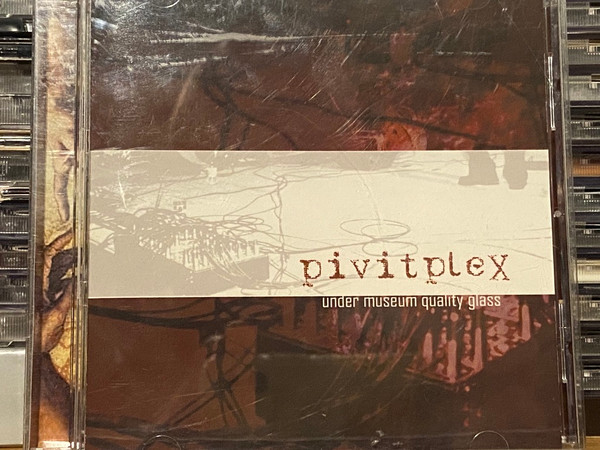 pivitplex
under museum quality glass